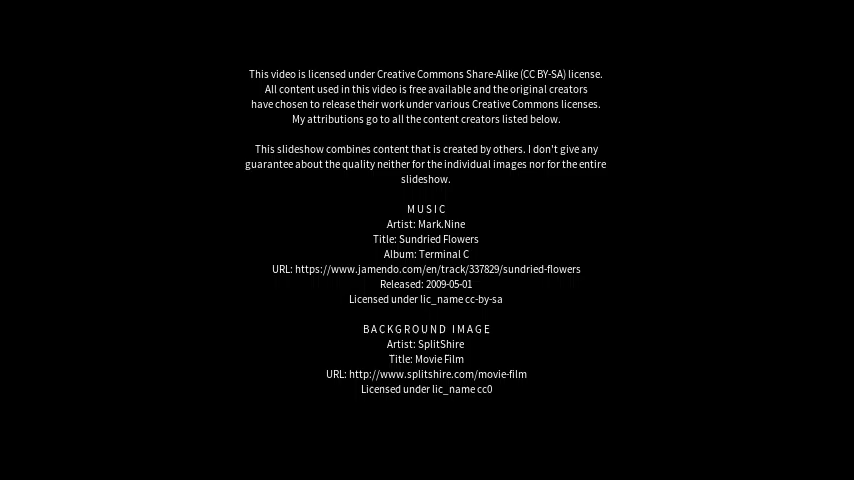 This video is licensed under Creative Commons Share-Alike (CC BY-SA) license.
All content used in this video is free available and the original creators
have chosen to release their work under various Creative Commons licenses.
My attributions go to all the content creators listed below.
This slideshow combines content that is created by others. I don't give any
guarantee about the quality neither for the individual images nor for the entire
slideshow.
MUSIC
Artist: Mark.Nine
Title: Sundried Flowers
Album: Terminal C
URL: https://www.jamendo.com/en/track/337829/sundried-flowers
Released: 2009-05-01
Licensed under lic_name cc-by-sa
BACKGROUND IMAGE
Artist: SplitShire
Title: Movie Film
URL: http://www.splitshire.com/movie-film
Licensed under lic_name cc0